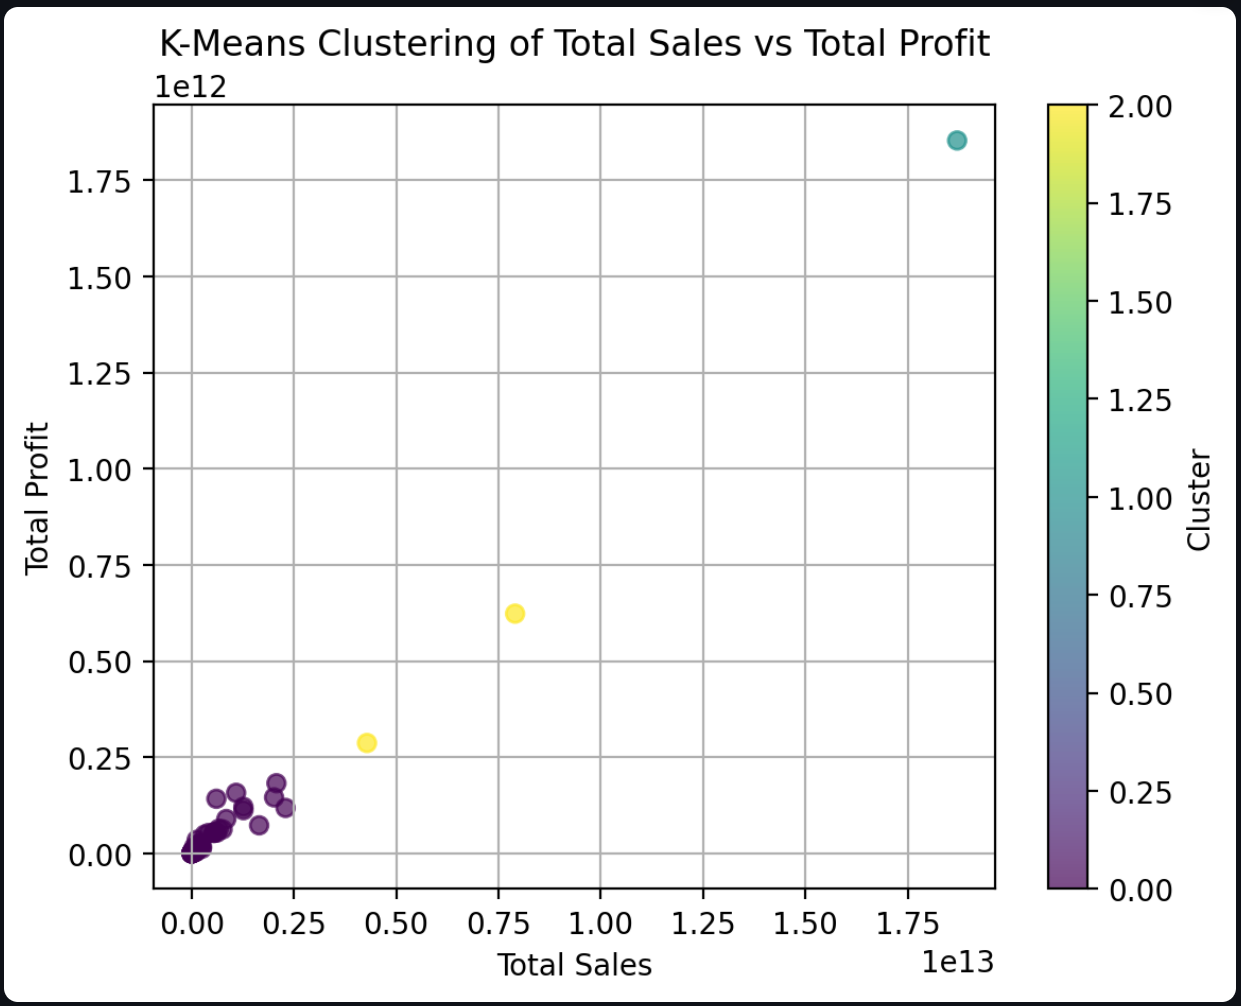 K-Means Clustering of Total Sales vs Total Profit
1e12
1.75
1.50
1.25
1.00
0.75
0.50
0.25
0.00
Total Profit
0.00 0.25 0.50 0.75 1.00 1.25 1.50 1.75
1e13
Total Sales
2.00
1.75
1.50
1.25
1.00
0.75
0.50
0.25
0.00
Cluster